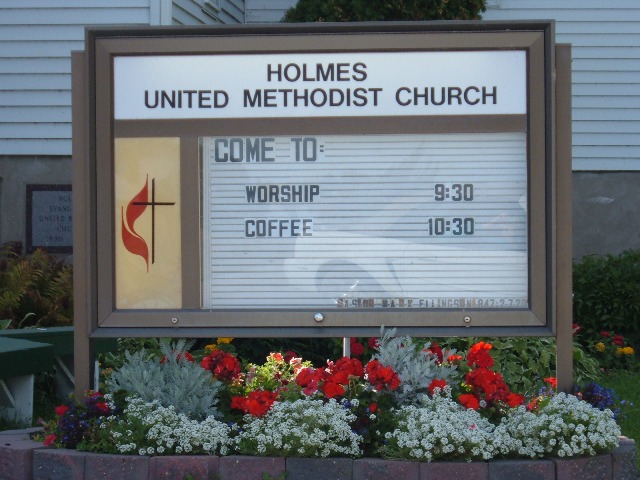 HOLMES
UNITED METHODIST CHURCH
COME TO:
WORSHIP 9:30
COFFEE 10:30